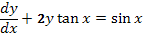 dy/dx + 2y tan x = sin x